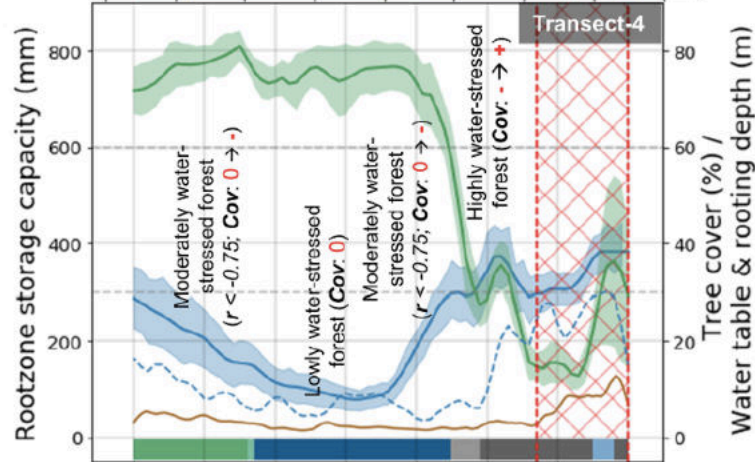 Transect-4
Rootzone storage capacity (mm)
800
600
400
200
0
Moderately water-
stressed forest
(r < -0.75; Cov: 0 → -)
Lowly water-stressed
forest (Cov: 0)
Moderately water-
stressed forest
(r < -0.75; Cov: 0 → -)
Highly water-stressed
forest (Cov: - → +)
80
60
40
20
0
Tree cover (%) /
Water table & rooting depth (m)